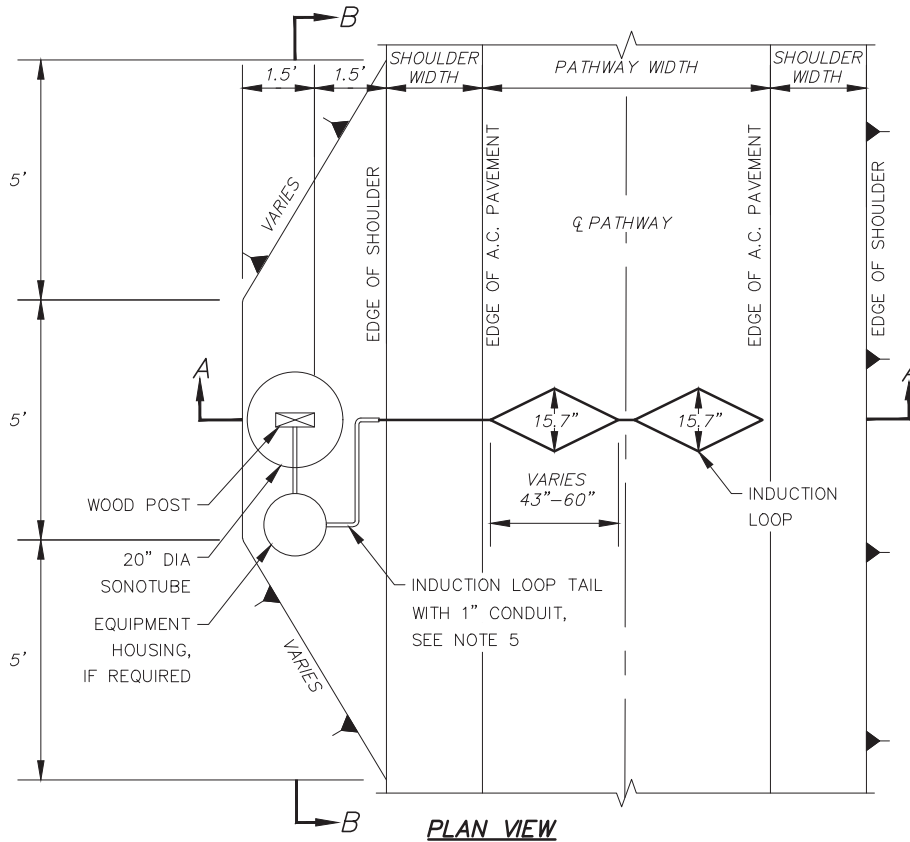 B
1.5' 1.5'
SHOULDER
WIDTH
PATHWAY WIDTH
SHOULDER
WIDTH
5'
VARIES
EDGE OF SHOULDER
EDGE OF A.C. PAVEMENT
℄ PATHWAY
EDGE OF A.C. PAVEMENT
EDGE OF SHOULDER
A
A
5'
15.7"
15.7"
WOOD POST
VARIES
43"-60"
INDUCTION
LOOP
20" DIA
SONOTUBE
INDUCTION LOOP TAIL
WITH 1" CONDUIT,
SEE NOTE 5
EQUIPMENT
HOUSING,
IF REQUIRED
5'
VARIES
B
PLAN VIEW